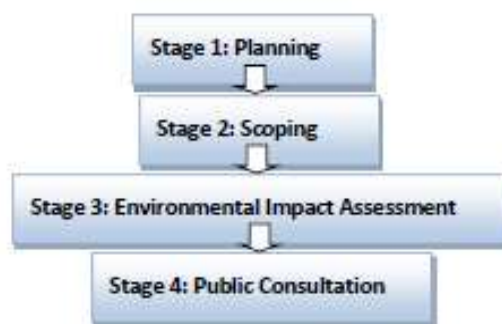 Stage 1: Planning
Stage 2: Scoping
Stage 3: Environmental Impact Assessment
Stage 4: Public Consultation